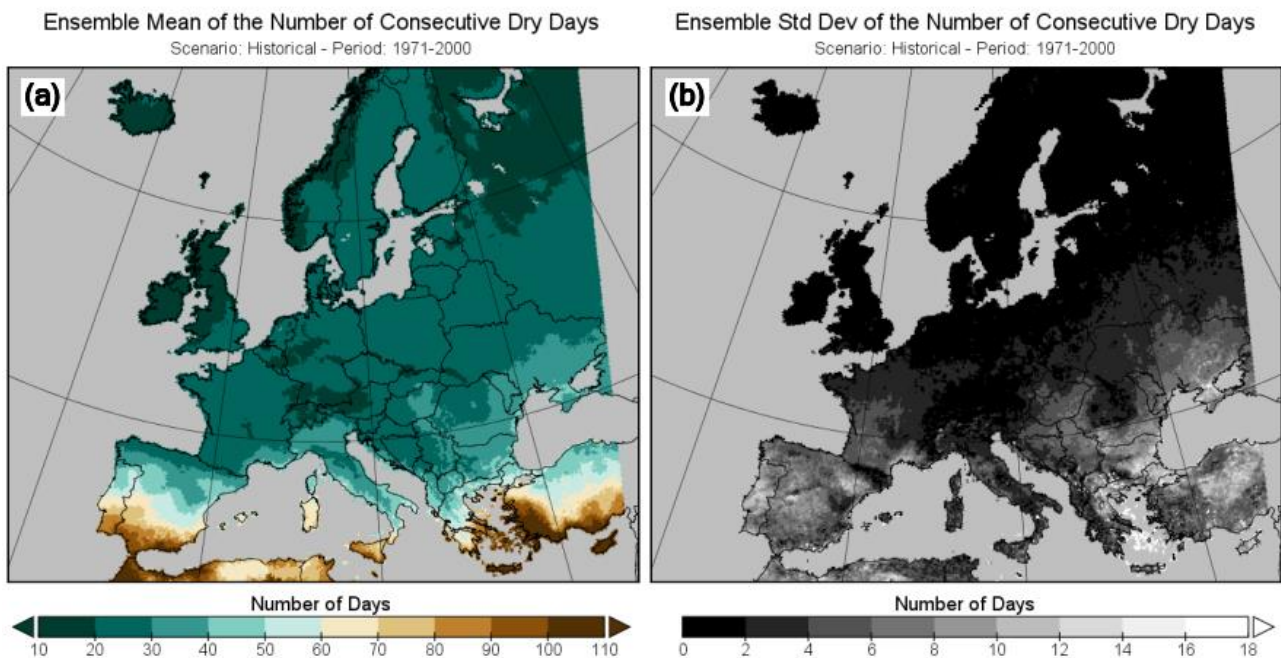 Ensemble Mean of the Number of Consecutive Dry Days
Scenario: Historical - Period: 1971-2000
(a)
Number of Days
10 20 30 40 50 60 70 80 90 100 110
Ensemble Std Dev of the Number of Consecutive Dry Days
Scenario: Historical - Period: 1971-2000
(b)
Number of Days
0 2 4 6 8 10 12 14 16 18